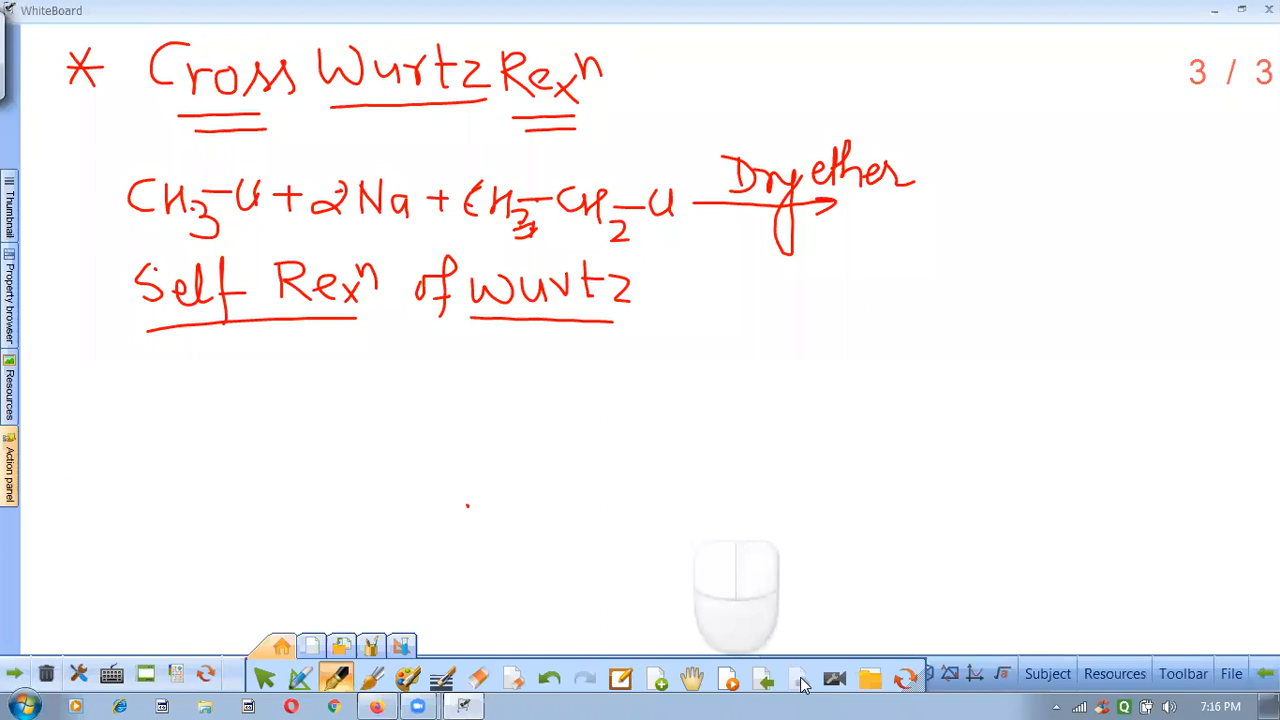 WhiteBoard
* Cross Wurtz Rexⁿ
3 / 3
CH₃-Cl + 2Na + CH₃-CH₂-Cl
Dry ether
Self Rexⁿ of Wurtz
Thumbnail
Property browser
Resources
Action panel
Subject
Resources
Toolbar
File
7:16 PM